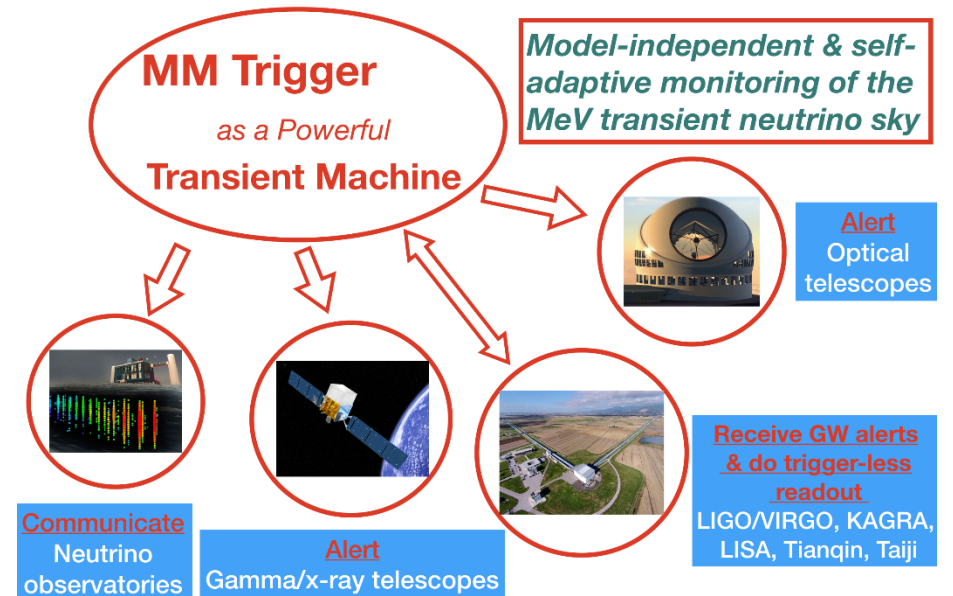 MM Trigger
as a Powerful
Transient Machine
Model-independent & self-
adaptive monitoring of the
MeV transient neutrino sky
Alert
Optical
telescopes
Communicate
Neutrino
observatories
Alert
Gamma/x-ray telescopes
Receive GW alerts
& do trigger-less
readout
LIGO/VIRGO, KAGRA,
LISA, Tianqin, Taiji